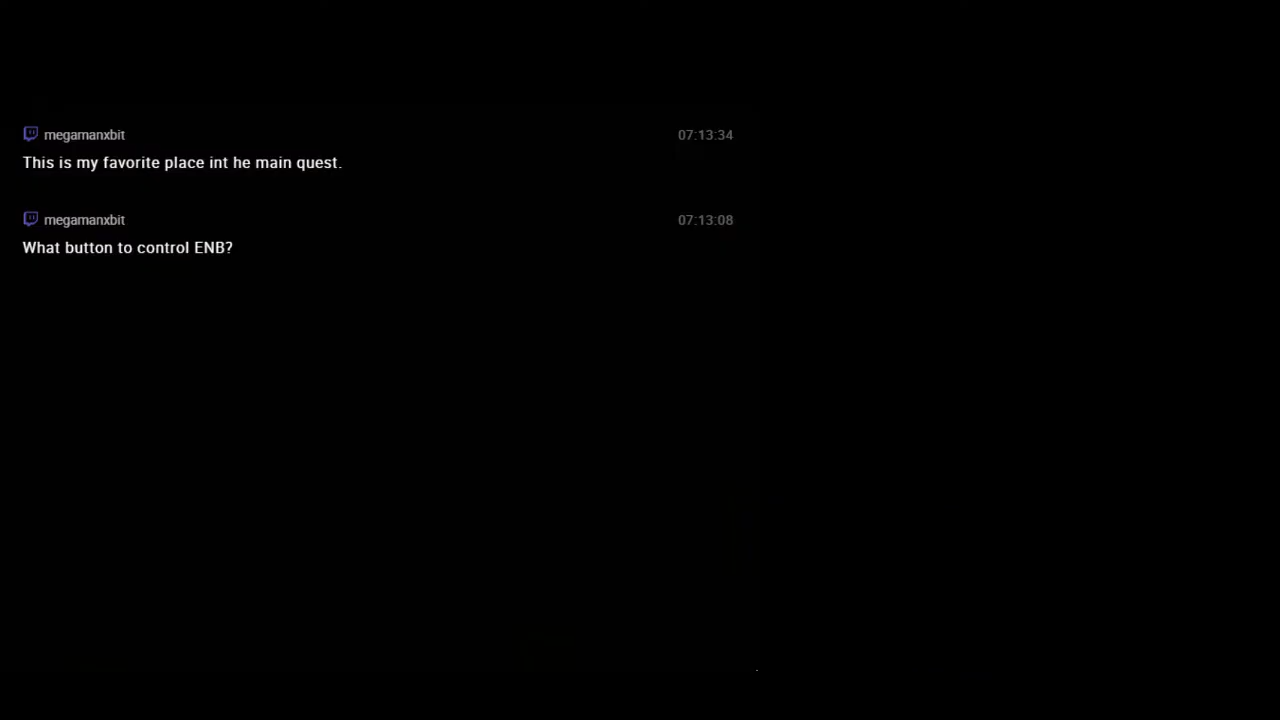 megamanxbit 07:13:34
This is my favorite place int he main quest.
megamanxbit 07:13:08
What button to control ENB?